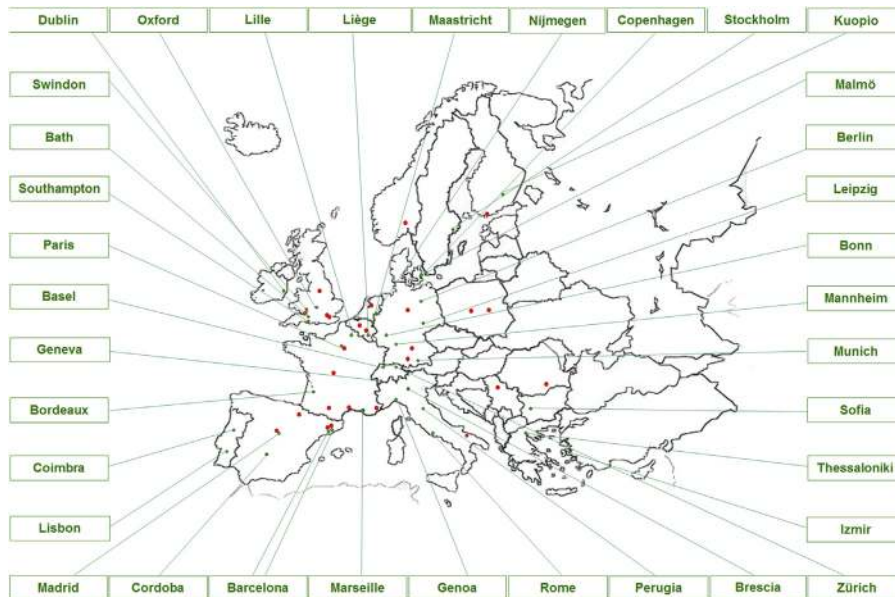 Dublin
Oxford
Lille
Liège
Maastricht
Nijmegen
Copenhagen
Stockholm
Kuopio
Swindon
Malmö
Bath
Berlin
Southampton
Leipzig
Paris
Bonn
Basel
Mannheim
Geneva
Munich
Bordeaux
Sofia
Coimbra
Thessaloniki
Lisbon
Izmir
Madrid
Cordoba
Barcelona
Marseille
Genoa
Rome
Perugia
Brescia
Zürich